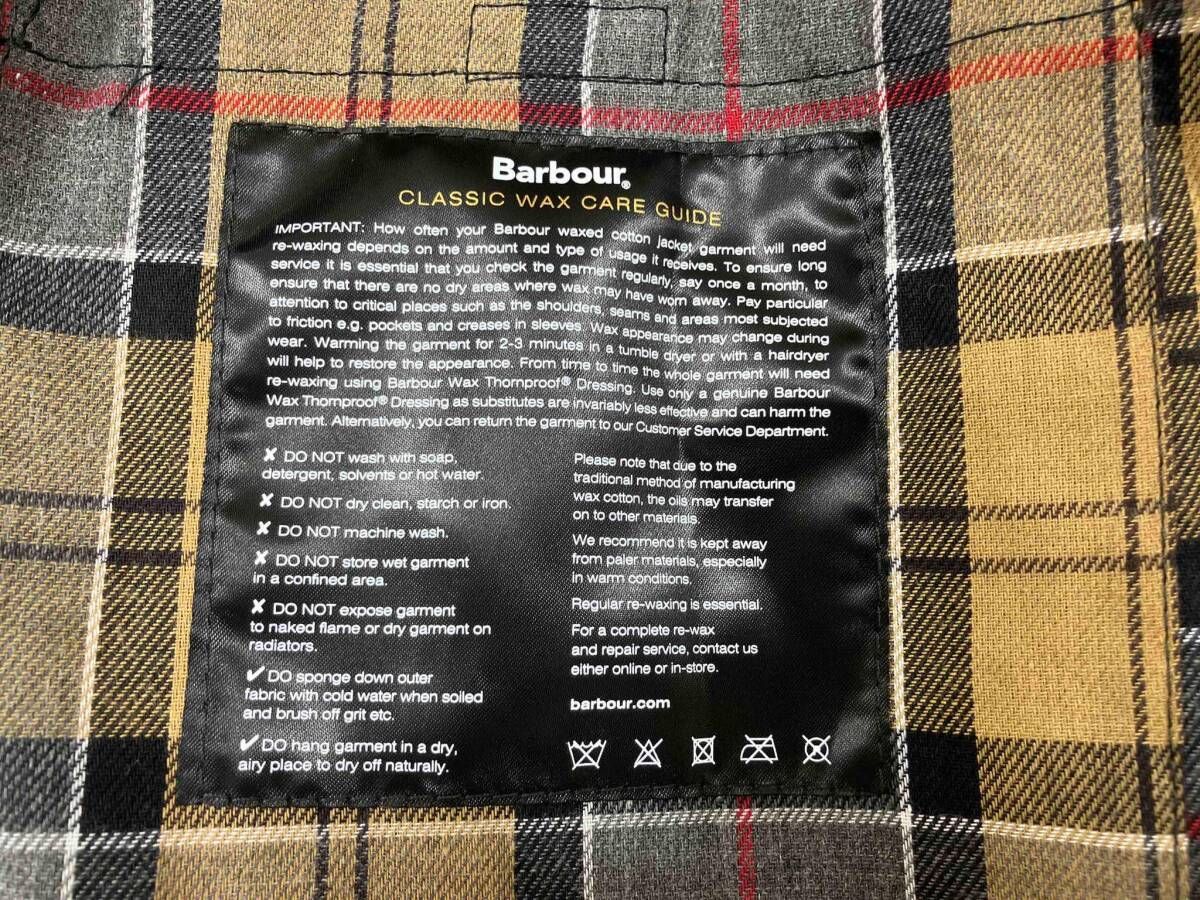 Barbour®
CLASSIC WAX CARE GUIDE
IMPORTANT: How often your Barbour waxed cotton jacket garment will need
re-waxing depends on the amount and type of usage it receives. To ensure long
service it is essential that you check the garment regularly, say once a month, to
ensure that there are no dry areas where wax may have worn away. Pay particular
attention to critical places such as the shoulders, seams and areas most subjected
to friction e.g. pockets and creases in sleeves. Wax appearance may change during
wear. Warming the garment for 2-3 minutes in a tumble dryer or with a hairdryer
will help to restore the appearance. From time to time the whole garment will need
re-waxing using Barbour Wax Thornproof® Dressing. Use only a genuine Barbour
Wax Thornproof® Dressing as substitutes are invariably less effective and can harm the
garment. Alternatively, you can return the garment to our Customer Service Department.
✘ DO NOT wash with soap,
detergent, solvents or hot water.
✘ DO NOT dry clean, starch or iron.
✘ DO NOT machine wash.
✘ DO NOT store wet garment
in a confined area.
✘ DO NOT expose garment
to naked flame or dry garment on
radiators.
✔ DO sponge down outer
fabric with cold water when soiled
and brush off grit etc.
✔ DO hang garment in a dry,
airy place to dry off naturally.
Please note that due to the
traditional method of manufacturing
wax cotton, the oils may transfer
on to other materials.
We recommend it is kept away
from paler materials, especially
in warm conditions.
Regular re-waxing is essential.
For a complete re-wax
and repair service, contact us
either online or in-store.
barbour.com